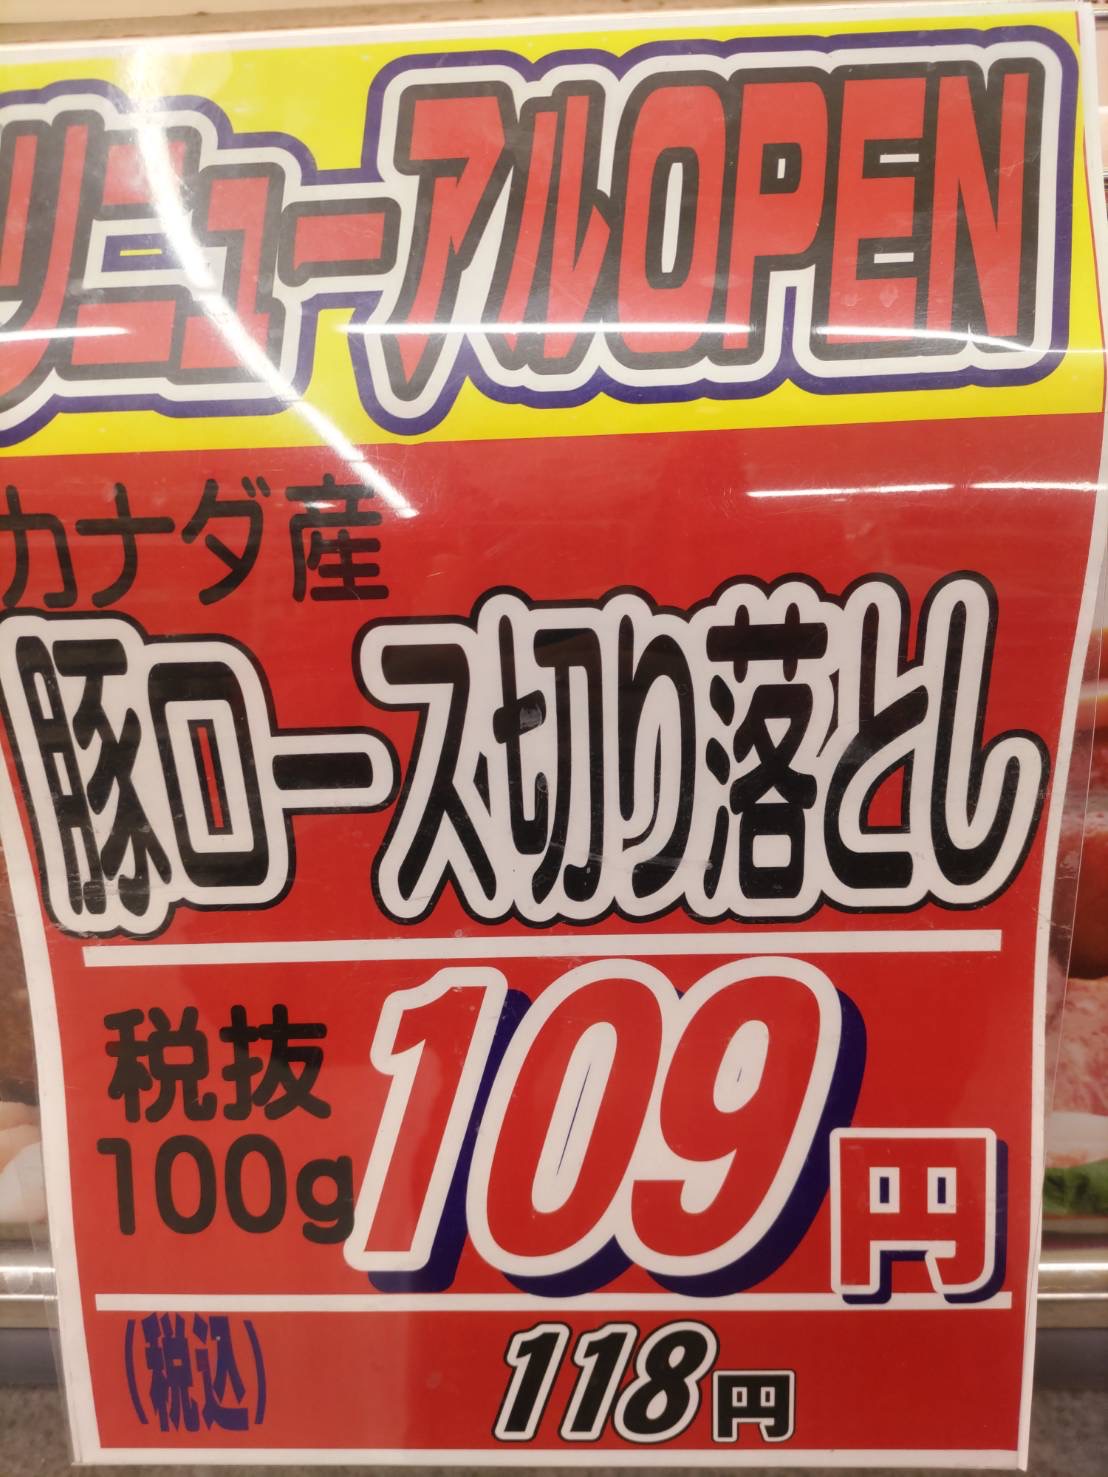 リニューアルOPEN
カナダ産
豚ロース切り落とし
税抜
100g 109円
(税込) 118円